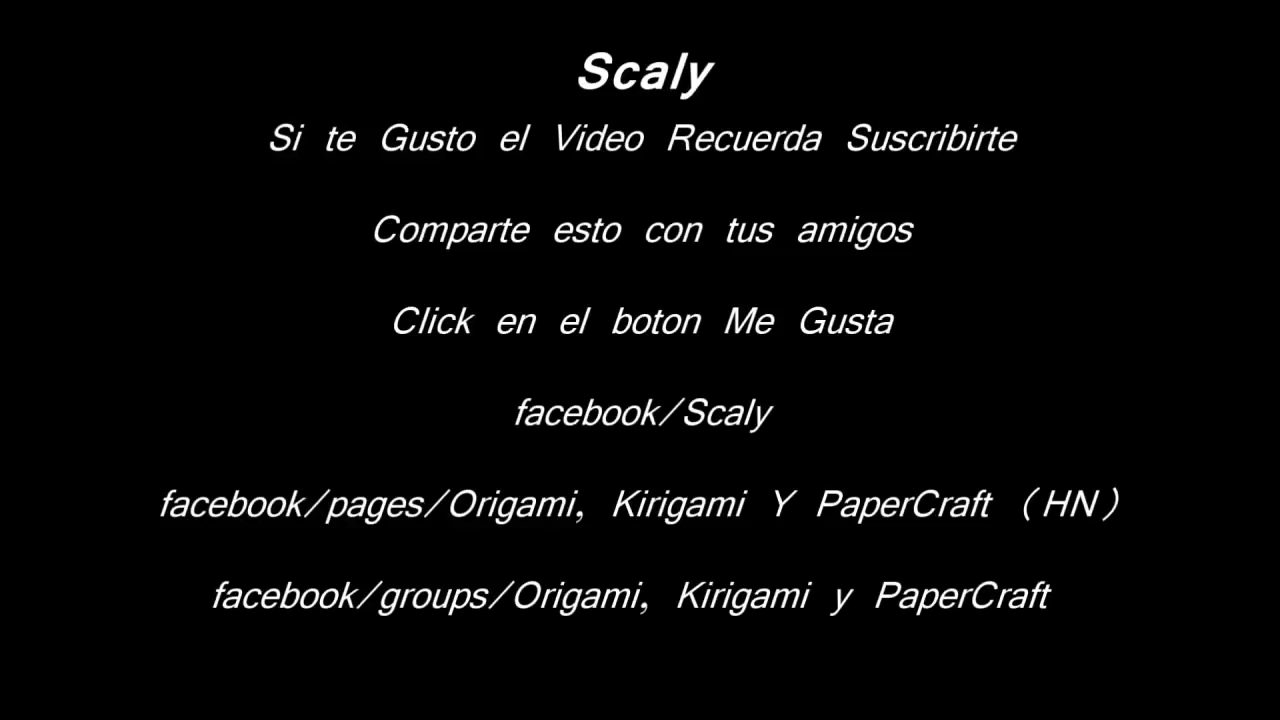 Scaly
Si te Gusto el Video Recuerda Suscribirte
Comparte esto con tus amigos
Click en el boton Me Gusta
facebook/Scaly
facebook/pages/Origami, Kirigami Y PaperCraft (HN)
facebook/groups/Origami, Kirigami y PaperCraft